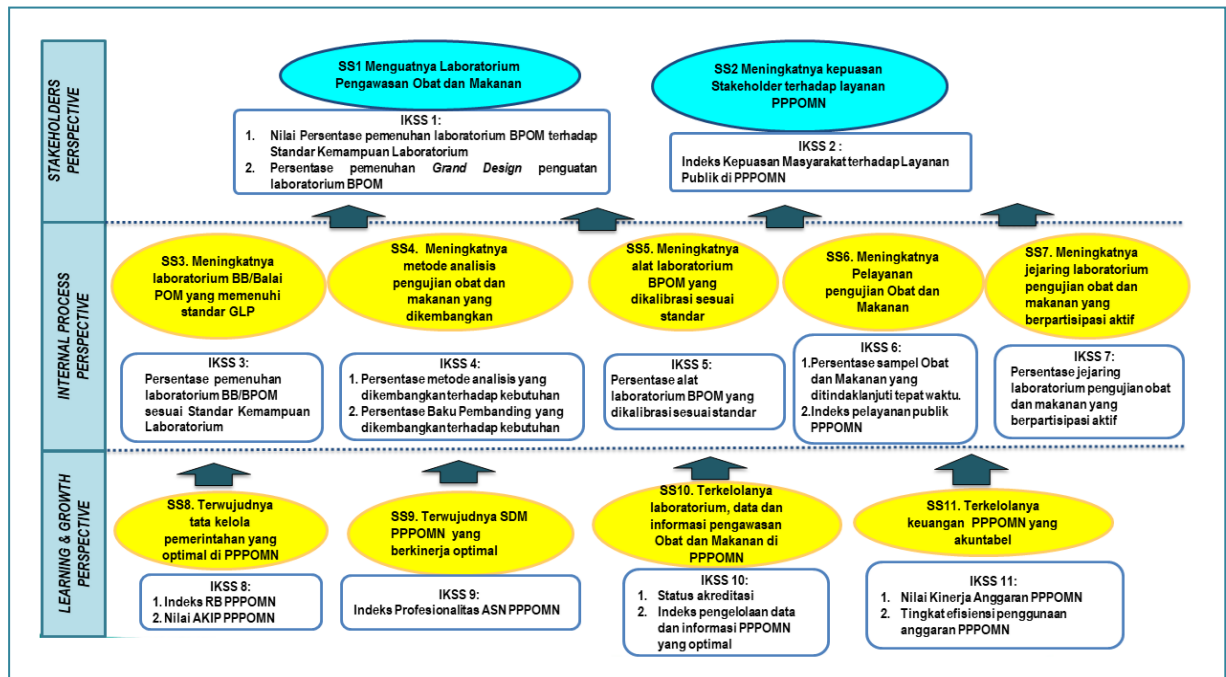 STAKEHOLDERS
PERSPECTIVE
SS1 Menguatnya Laboratorium
Pengawasan Obat dan Makanan
IKSS 1:
1. Nilai Persentase pemenuhan laboratorium BPOM terhadap
Standar Kemampuan Laboratorium
2. Persentase pemenuhan Grand Design penguatan
laboratorium BPOM
SS2 Meningkatnya kepuasan
Stakeholder terhadap layanan
PPPOMN
IKSS 2 :
Indeks Kepuasan Masyarakat terhadap Layanan
Publik di PPPOMN
INTERNAL PROCESS
PERSPECTIVE
SS3. Meningkatnya
laboratorium BB/Balai
POM yang memenuhi
standar GLP
IKSS 3:
Persentase pemenuhan
laboratorium BB/BPOM
sesuai Standar Kemampuan
Laboratorium
SS4. Meningkatnya
metode analisis
pengujian obat dan
makanan yang
dikembangkan
IKSS 4:
1. Persentase metode analisis yang
dikembangkan terhadap kebutuhan
2. Persentase Baku Pembanding yang
dikembangkan terhadap kebutuhan
SS5. Meningkatnya
alat laboratorium
BPOM yang
dikalibrasi sesuai
standar
IKSS 5:
Persentase alat
laboratorium BPOM yang
dikalibrasi sesuai standar
SS6. Meningkatnya
Pelayanan
pengujian Obat dan
Makanan
IKSS 6:
1.Persentase sampel Obat
dan Makanan yang
ditindaklanjuti tepat waktu.
2.Indeks pelayanan publik
PPPOMN
SS7. Meningkatnya
jejaring laboratorium
pengujian obat dan
makanan yang
berpartisipasi aktif
IKSS 7:
Persentase jejaring
laboratorium pengujian obat
dan makanan yang
berpartisipasi aktif
LEARNING & GROWTH
PERSPECTIVE
SS8. Terwujudnya
tata kelola
pemerintahan yang
optimal di PPPOMN
IKSS 8:
1. Indeks RB PPPOMN
2. Nilai AKIP PPPOMN
SS9. Terwujudnya SDM
PPPOMN yang
berkinerja optimal
IKSS 9:
Indeks Profesionalitas ASN PPPOMN
SS10. Terkelolanya
laboratorium, data dan
informasi pengawasan
Obat dan Makanan di
PPPOMN
IKSS 10:
1. Status akreditasi
2. Indeks pengelolaan data
dan informasi PPPOMN
yang optimal
SS11. Terkelolanya
keuangan PPPOMN yang
akuntabel
IKSS 11:
1. Nilai Kinerja Anggaran PPPOMN
2. Tingkat efisiensi penggunaan
anggaran PPPOMN